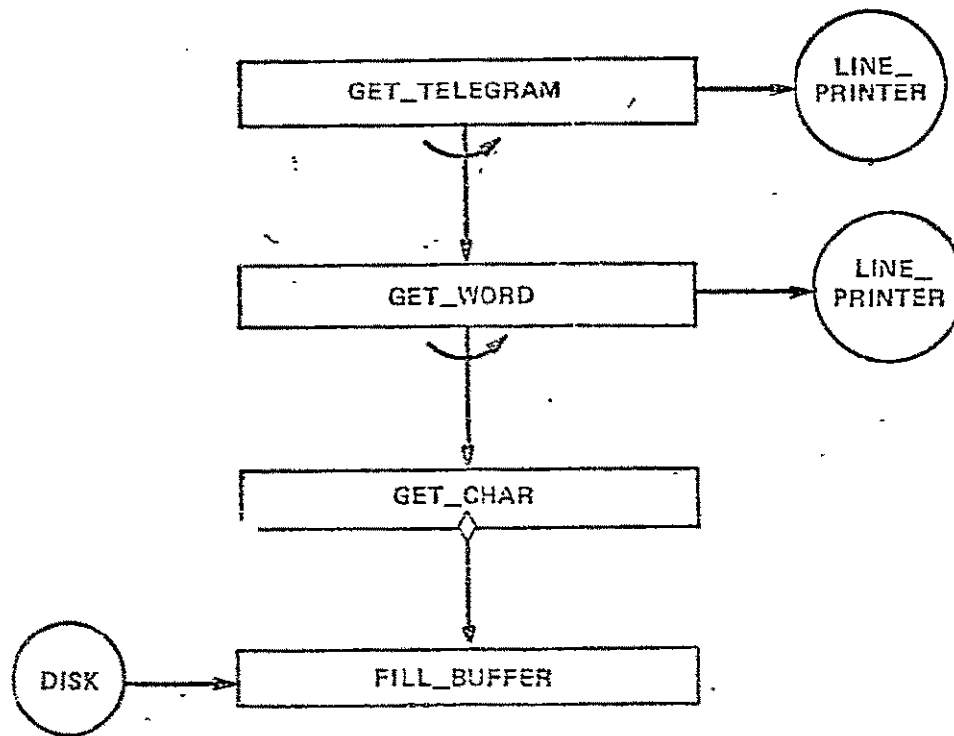 GET_TELEGRAM
LINE_
PRINTER
GET_WORD
LINE_
PRINTER
GET_CHAR
DISK
FILL_BUFFER